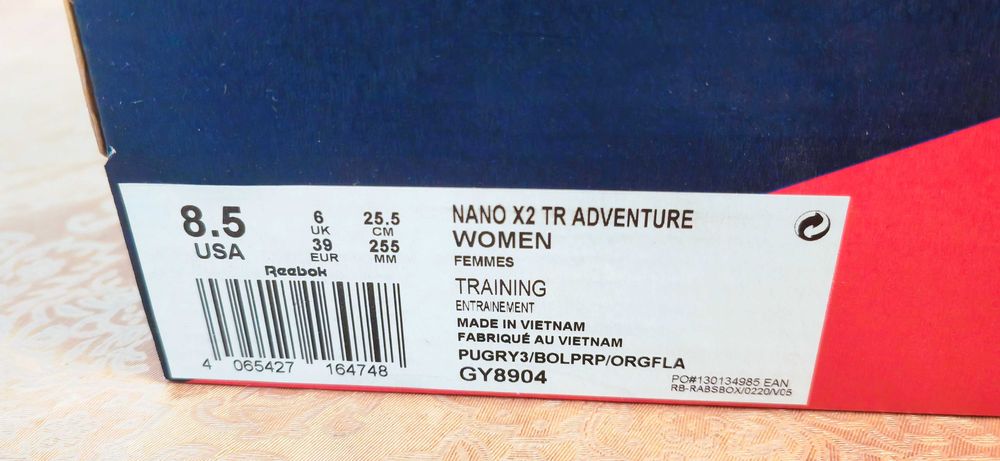 8.5
USA
6
UK
39
EUR
25.5
CM
255
MM
Reebok
4 065427 164748
NANO X2 TR ADVENTURE
WOMEN
FEMMES
TRAINING
ENTRAINEMENT
MADE IN VIETNAM
FABRIQUÉ AU VIETNAM
PUGRY3/BOLPRP/ORGFLA
GY8904
PO#130134985 EAN
RB-RABSBOX/0220/V05